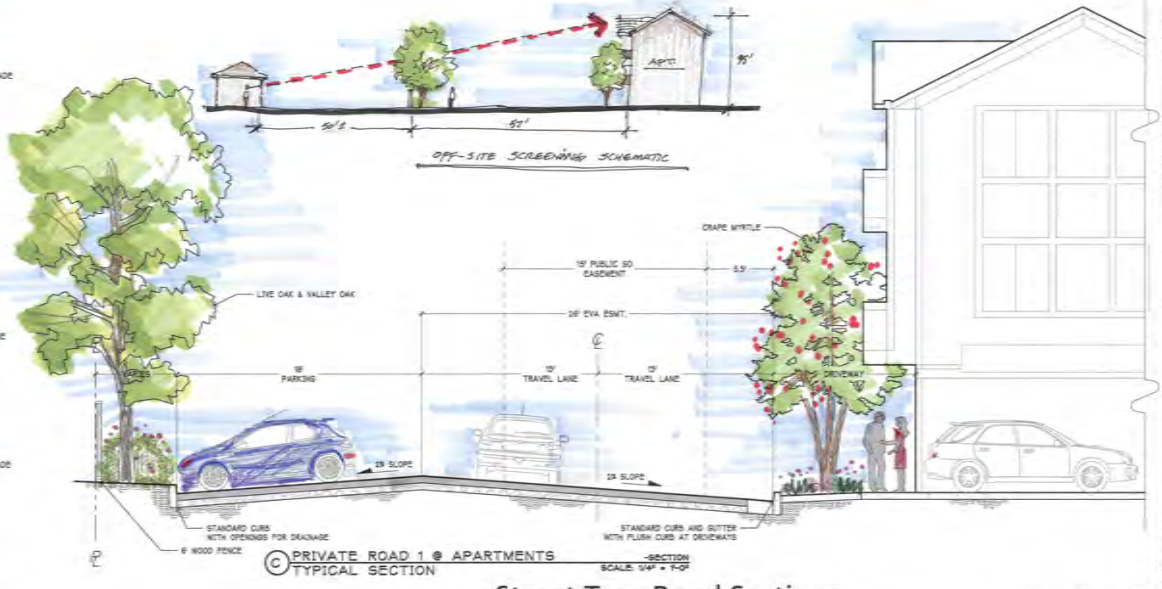 APT.
35'
50'±
57'
OFF-SITE SCREENING SCHEMATIC
CRAPE MYRTLE
15' PUBLIC SD
EASEMENT
5.5'
LIVE OAK & VALLEY OAK
26' EVA ESMT.
VARIES
18'
PARKING
13'
TRAVEL LANE
13'
TRAVEL LANE
DRIVEWAY
2% SLOPE
2% SLOPE
STANDARD CURB
WITH OPENINGS FOR DRAINAGE
6' WOOD FENCE
STANDARD CURB AND GUTTER
WITH FLUSH CURB AT DRIVEWAYS
C PRIVATE ROAD 1 @ APARTMENTS
TYPICAL SECTION
-SECTION
SCALE: 1/4" = 1'-0"